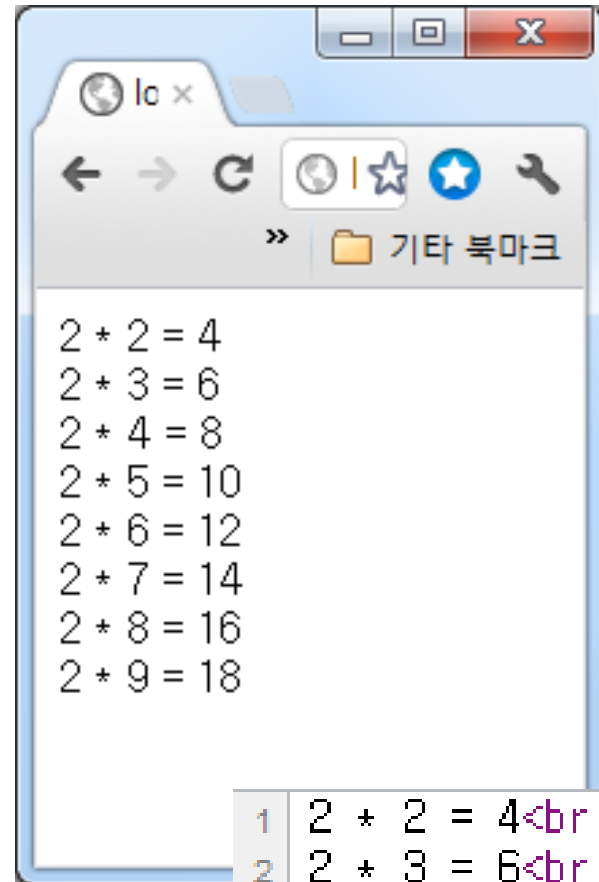 lo
» 기타 북마크
2 * 2 = 4
2 * 3 = 6
2 * 4 = 8
2 * 5 = 10
2 * 6 = 12
2 * 7 = 14
2 * 8 = 16
2 * 9 = 18
1 2 * 2 = 4<br
2 2 * 3 = 6<br